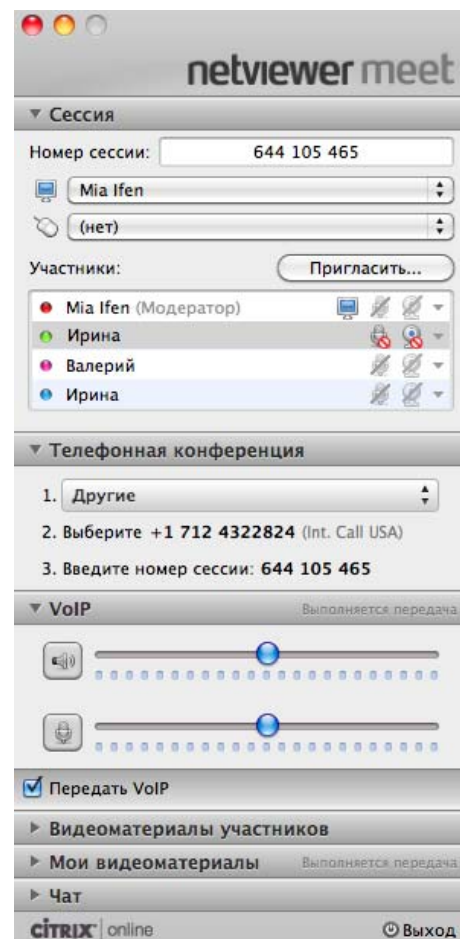 netviewer meet
Сессия
Номер сессии: 644 105 465
Mia Ifen
(нет)
Участники: Пригласить...
Mia Ifen (Модератор)
Ирина
Валерий
Ирина
Телефонная конференция
1. Другие
2. Выберите +1 712 4322824 (Int. Call USA)
3. Введите номер сессии: 644 105 465
VoIP Выполняется передача
Передать VoIP
Видеоматериалы участников
Мои видеоматериалы Выполняется передача
Чат
CİTRIX online Выход